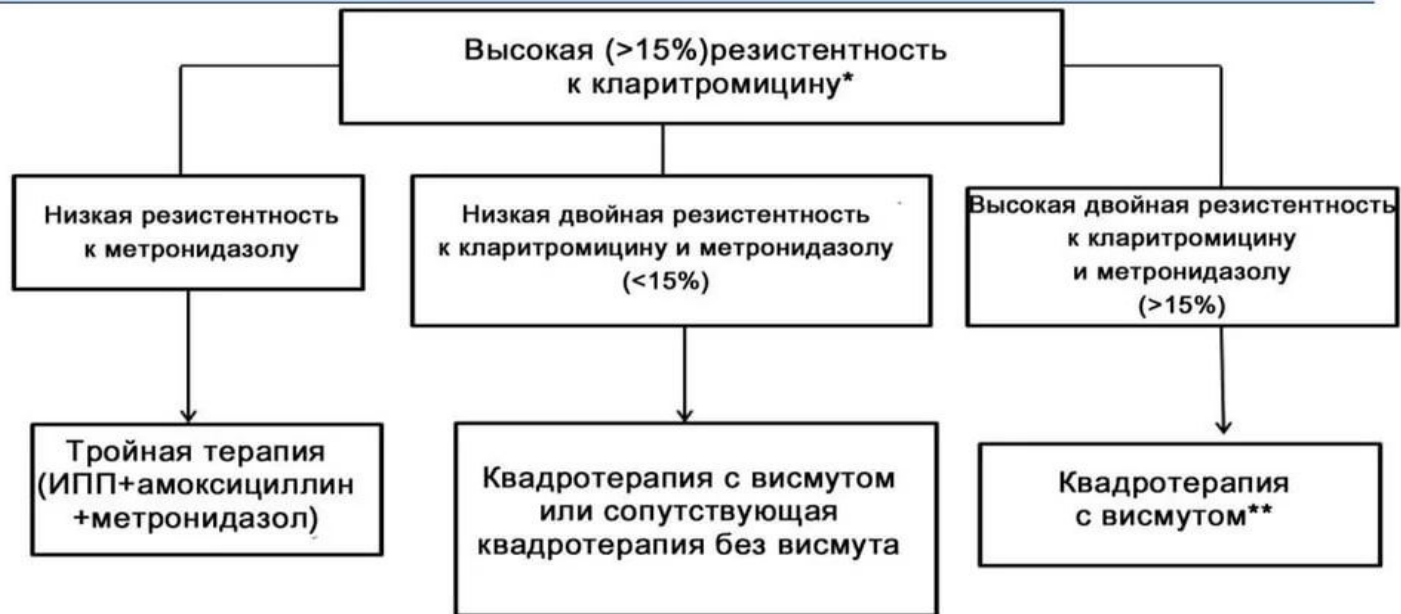 Высокая (>15%)резистентность
к кларитромицину*
Низкая резистентность
к метронидазолу
Низкая двойная резистентность
к кларитромицину и метронидазолу
(<15%)
Высокая двойная резистентность
к кларитромицину
и метронидазолу
(>15%)
Тройная терапия
(ИПП+амоксициллин
+метронидазол)
Квадротерапия с висмутом
или сопутствующая
квадротерапия без висмута
Квадротерапия
с висмутом**